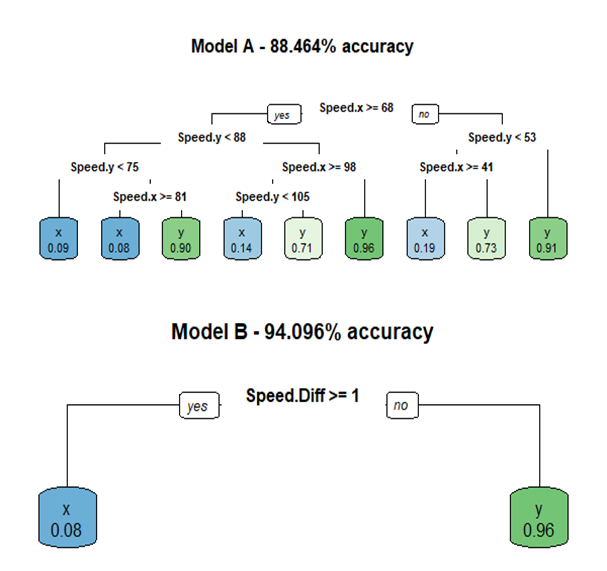 Model A - 88.464% accuracy
yes Speed.x >= 68 no
Speed.y < 88 Speed.y < 53
Speed.y < 75 Speed.x >= 98 Speed.x >= 41
Speed.x >= 81 Speed.y < 105
x x y x y y x y y
0.09 0.08 0.90 0.14 0.71 0.96 0.19 0.73 0.91
Model B - 94.096% accuracy
yes Speed.Diff >= 1 no
x y
0.08 0.96